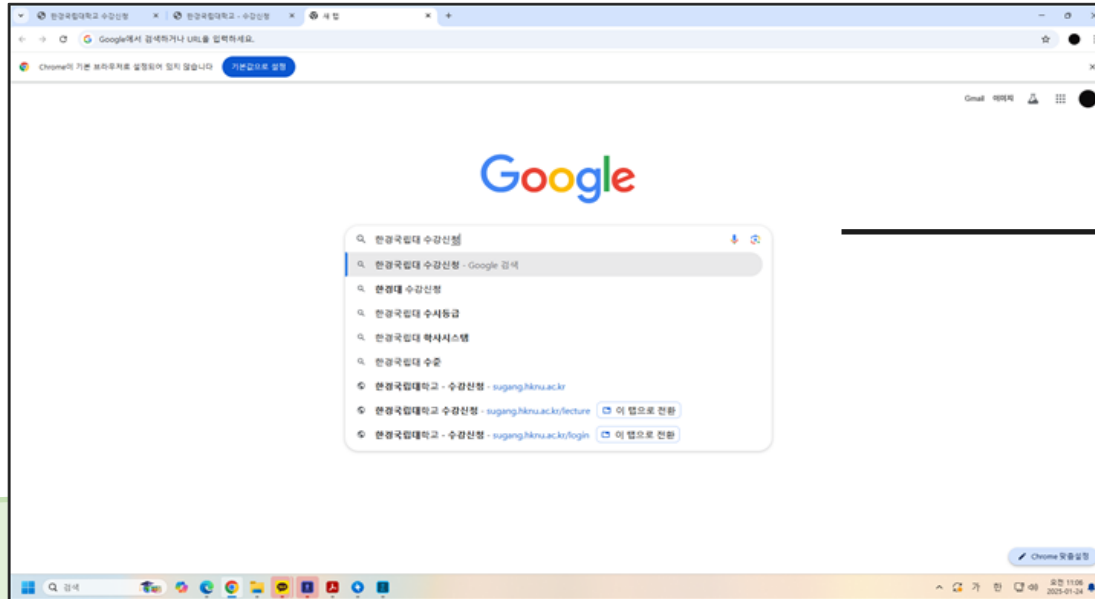 한경국립대학교 수강신청
한경국립대학교 - 수강신청
새 탭
Google에서 검색하거나 URL을 입력하세요.
Chrome이 기본 브라우저로 설정되어 있지 않습니다
기본값으로 설정
Gmail 이미지
Google
한경국립대 수강신청
한경국립대 수강신청 - Google 검색
한경대 수강신청
한경국립대 수시등급
한경국립대 학사시스템
한경국립대 수준
한경국립대학교 - 수강신청 - sugang.hknu.ac.kr
한경국립대학교 수강신청 - sugang.hknu.ac.kr/lecture 이 탭으로 전환
한경국립대학교 - 수강신청 - sugang.hknu.ac.kr/login 이 탭으로 전환
Chrome 맞춤설정
검색
가 한 오전 11:06
2025-01-24